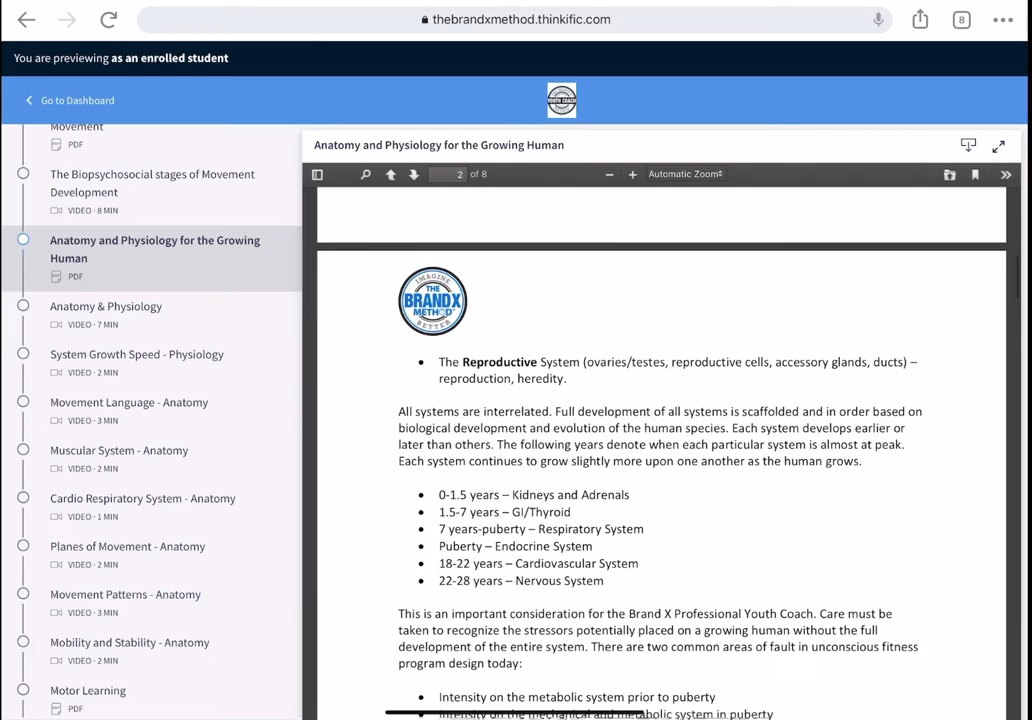 thebrandxmethod.thinkific.com
8
You are previewing as an enrolled student
Go to Dashboard
YOUTH COACH
Movement
PDF
The Biopsychosocial stages of Movement
Development
VIDEO · 8 MIN
Anatomy and Physiology for the Growing
Human
PDF
Anatomy & Physiology
VIDEO · 7 MIN
System Growth Speed - Physiology
VIDEO · 2 MIN
Movement Language - Anatomy
VIDEO · 3 MIN
Muscular System - Anatomy
VIDEO · 2 MIN
Cardio Respiratory System - Anatomy
VIDEO · 1 MIN
Planes of Movement - Anatomy
VIDEO · 2 MIN
Movement Patterns - Anatomy
VIDEO · 3 MIN
Mobility and Stability - Anatomy
VIDEO · 2 MIN
Motor Learning
PDF
Anatomy and Physiology for the Growing Human
2 of 8
Automatic Zoom
IMAGINE
THE
BRAND X
METHOD
BETTER
• The Reproductive System (ovaries/testes, reproductive cells, accessory glands, ducts) –
reproduction, heredity.
All systems are interrelated. Full development of all systems is scaffolded and in order based on
biological development and evolution of the human species. Each system develops earlier or
later than others. The following years denote when each particular system is almost at peak.
Each system continues to grow slightly more upon one another as the human grows.
• 0-1.5 years – Kidneys and Adrenals
• 1.5-7 years – GI/Thyroid
• 7 years-puberty – Respiratory System
• Puberty – Endocrine System
• 18-22 years – Cardiovascular System
• 22-28 years – Nervous System
This is an important consideration for the Brand X Professional Youth Coach. Care must be
taken to recognize the stressors potentially placed on a growing human without the full
development of the entire system. There are two common areas of fault in unconscious fitness
program design today:
• Intensity on the metabolic system prior to puberty
• Intensity on the mechanical and metabolic system in puberty